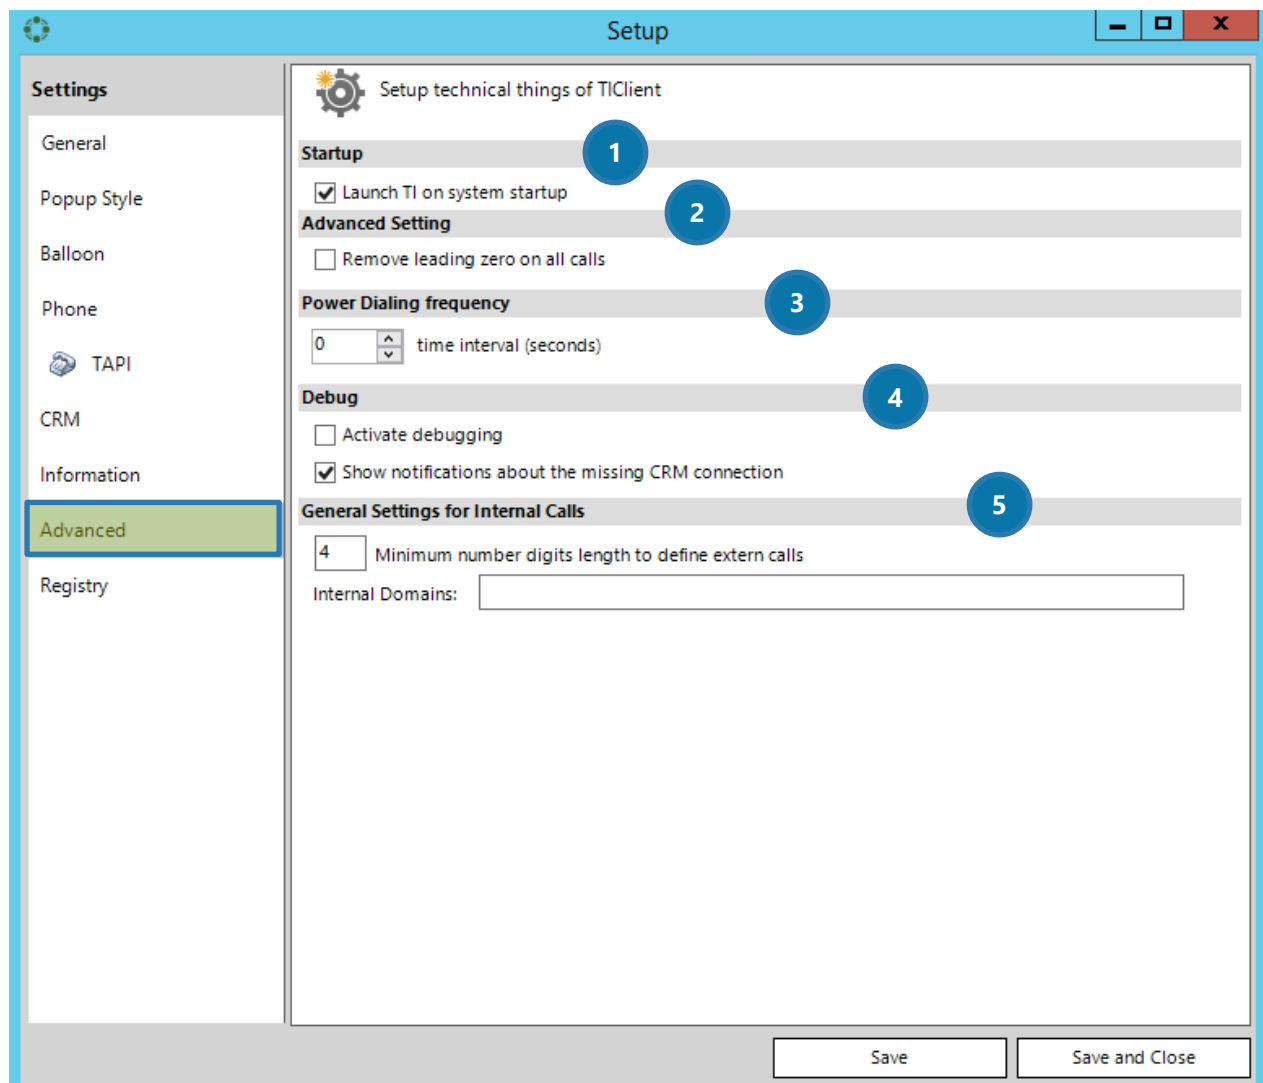 Setup
X
Settings
General
Popup Style
Balloon
Phone
TAPI
CRM
Information
Advanced
Registry
Setup technical things of TIClient
Startup
1
Launch TI on system startup
2
Advanced Setting
Remove leading zero on all calls
Power Dialing frequency
3
0
time interval (seconds)
Debug
4
Activate debugging
Show notifications about the missing CRM connection
General Settings for Internal Calls
5
4
Minimum number digits length to define extern calls
Internal Domains:
Save
Save and Close